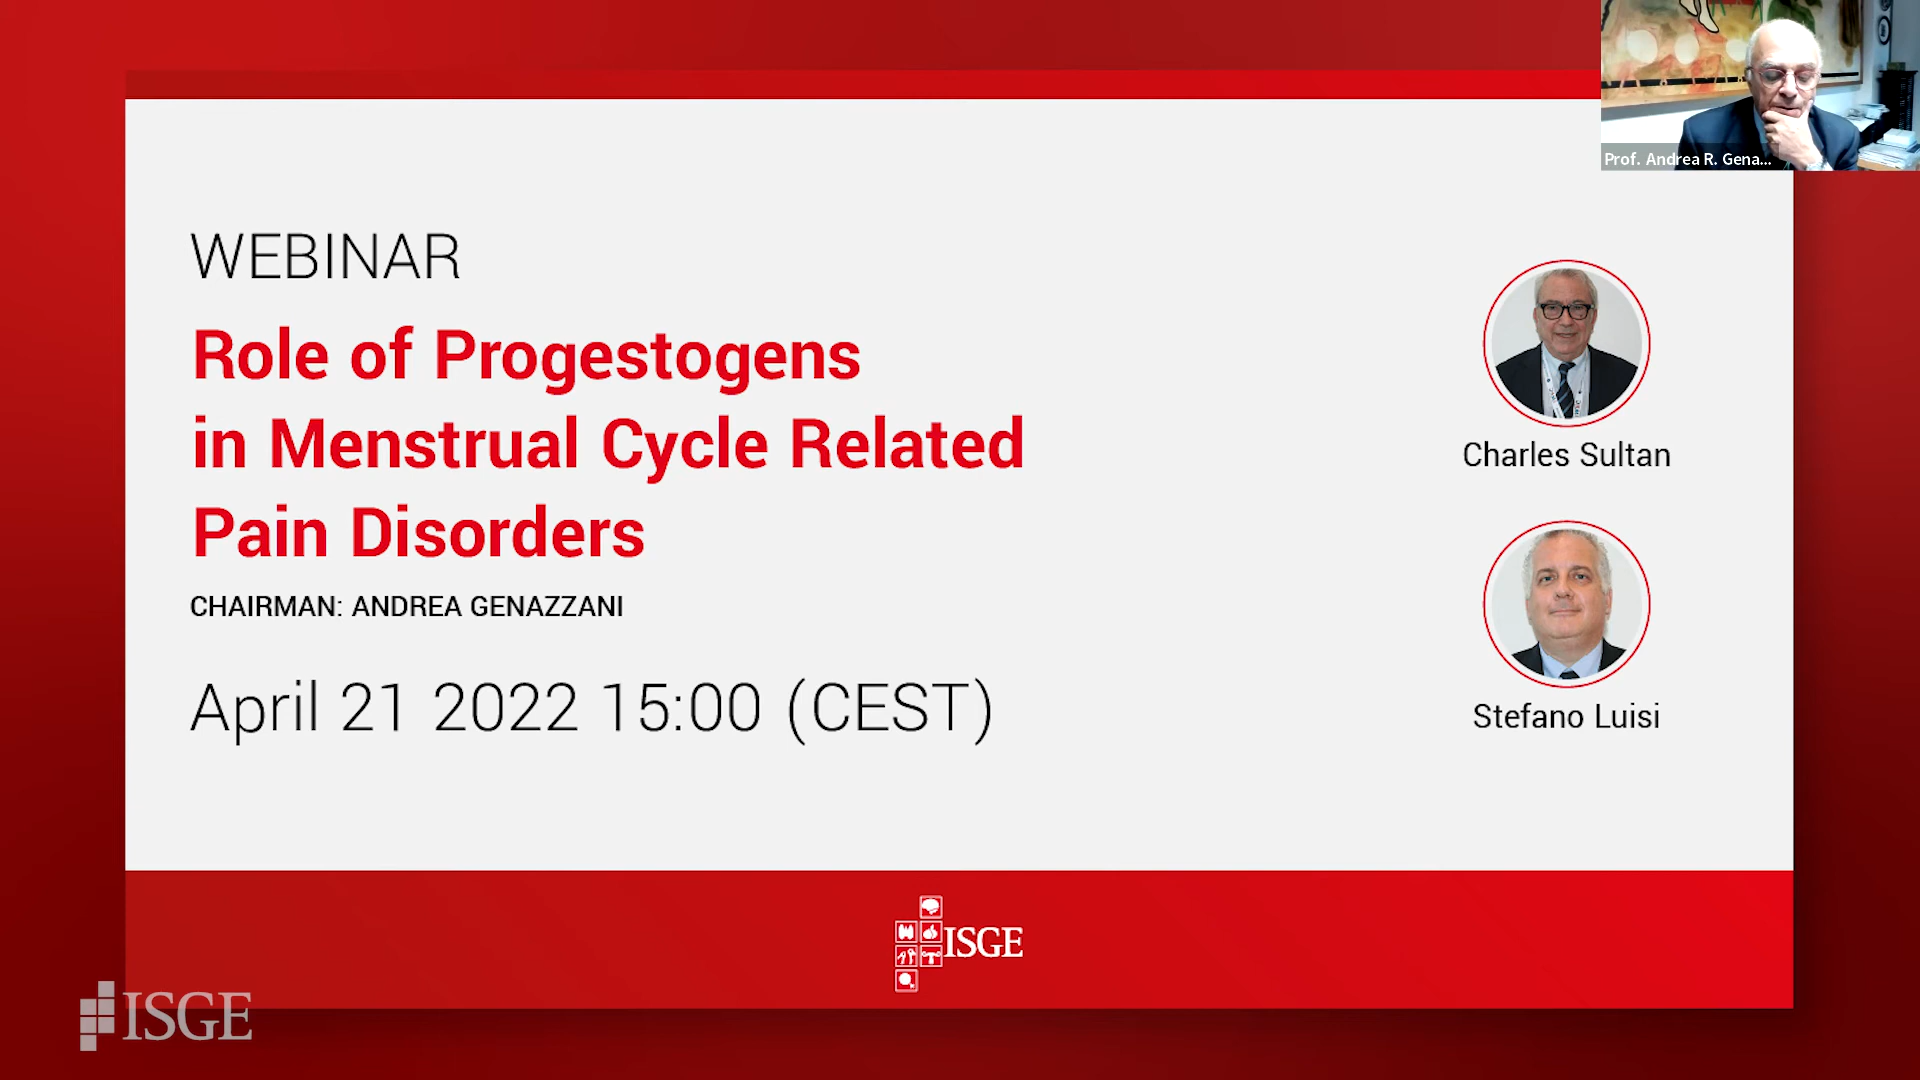 Prof. Andrea R. Gena...
WEBINAR
Role of Progestogens
in Menstrual Cycle Related
Pain Disorders
CHAIRMAN: ANDREA GENAZZANI
April 21 2022 15:00 (CEST)
Charles Sultan
Stefano Luisi
ISGE
ISGE